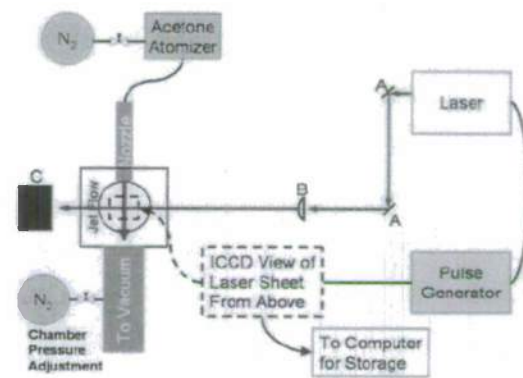 N2
Acetone
Atomizer
A
Laser
Nozzle
C
Jet Flow
B
A
ICCD View of
Laser Sheet
From Above
Pulse
Generator
N2
To Vacuum
Chamber
Pressure
Adjustment
To Computer
for Storage